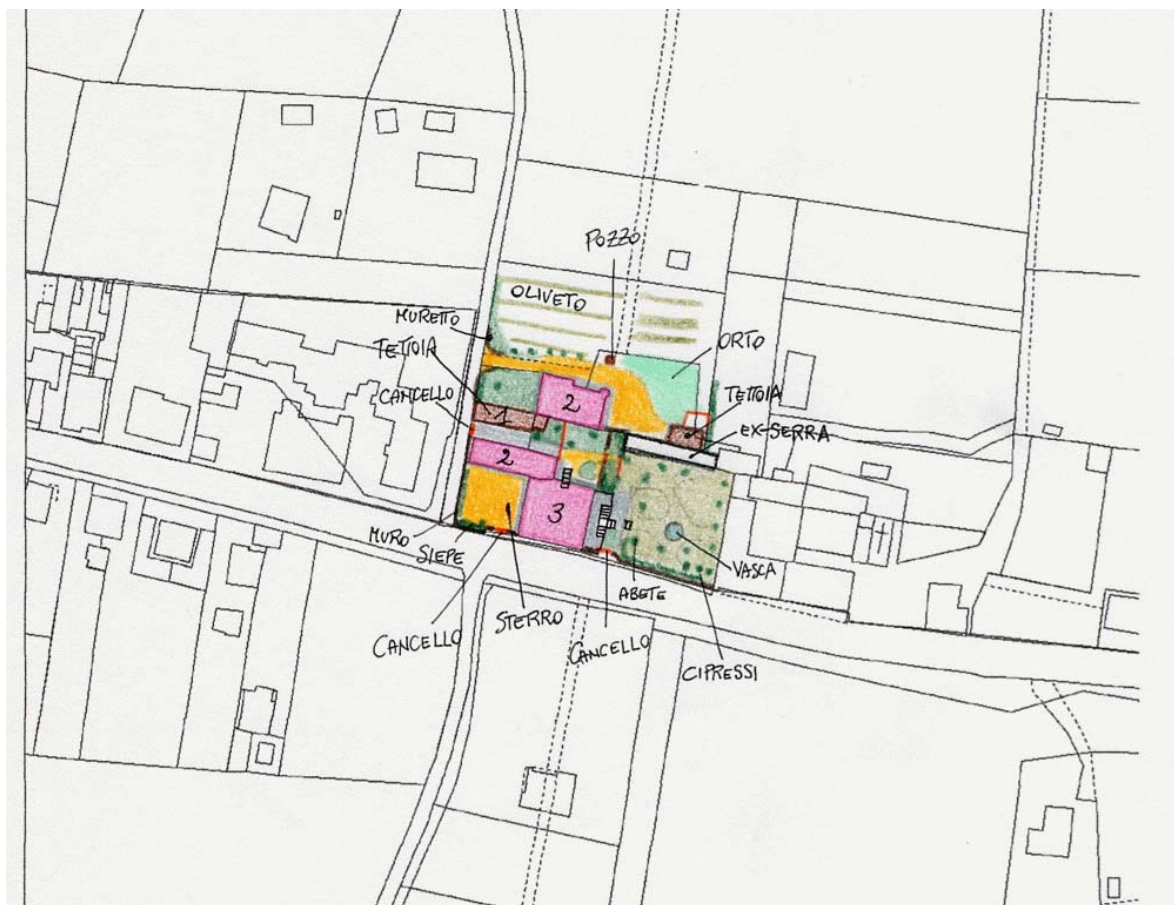 POZZO
OLIVETO
MURETTO
ORTO
TETTOIA
CANCELLO
1
2
TETTOIA
EX-SERRA
2
3
MURO
SIEPE
VASCA
ABETE
STERRO
CANCELLO
CANCELLO
CIPRESSI